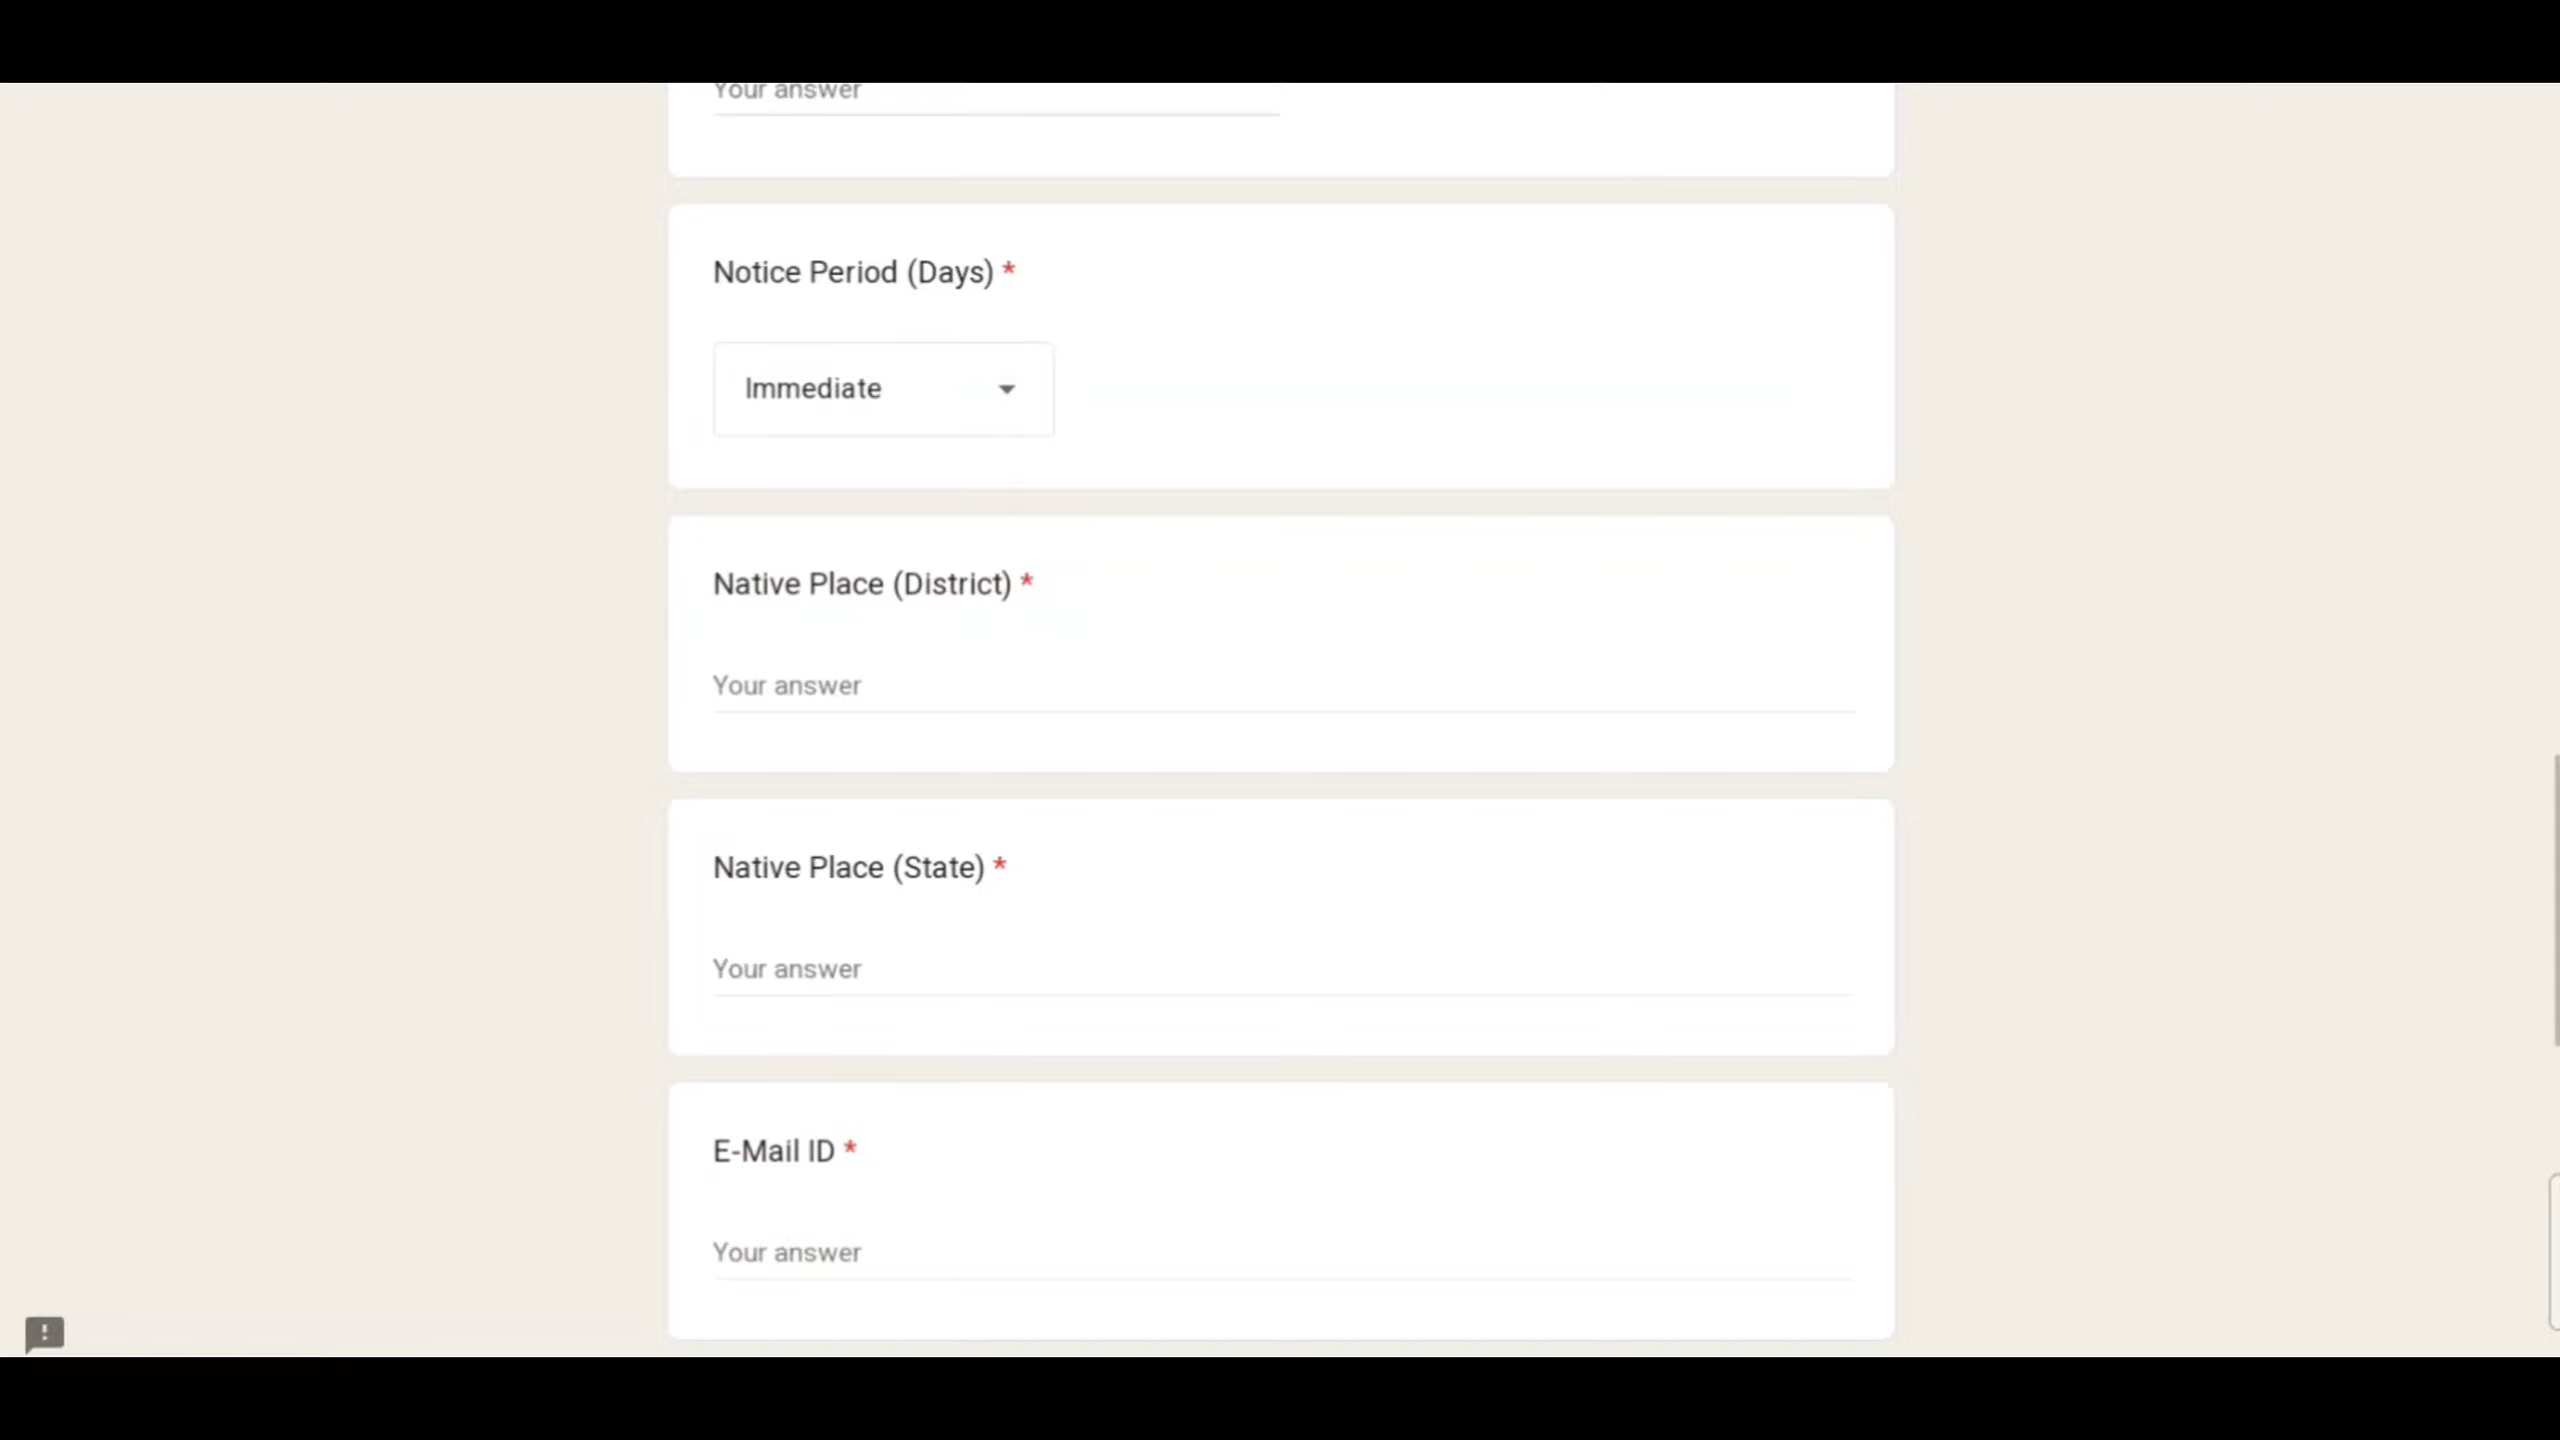 Your answer
Notice Period (Days) *
Immediate
Native Place (District) *
Your answer
Native Place (State) *
Your answer
E-Mail ID *
Your answer